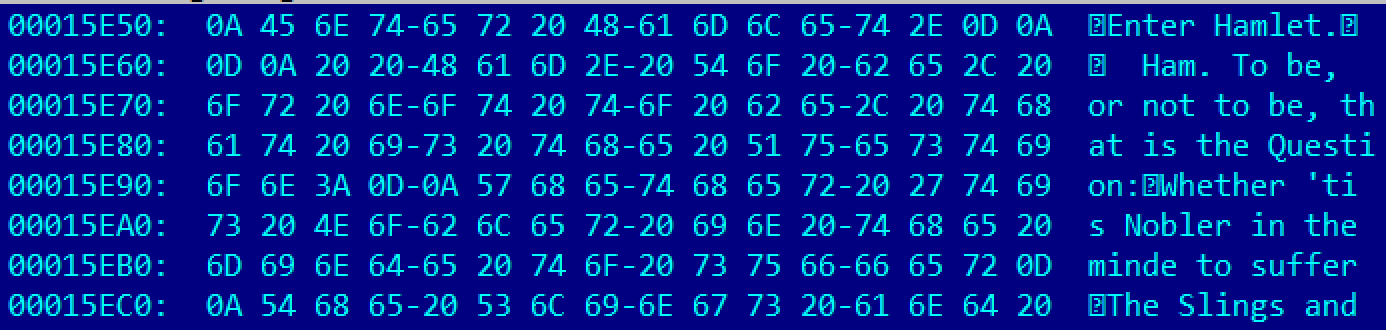 00015E50: 0A 45 6E 74-65 72 20 48-61 6D 6C 65-74 2E 0D 0A Enter Hamlet.
00015E60: 0D 0A 20 20-48 61 6D 2E-20 54 6F 20-62 65 2C 20 Ham. To be,
00015E70: 6F 72 20 6E-6F 74 20 74-6F 20 62 65-2C 20 74 68 or not to be, th
00015E80: 61 74 20 69-73 20 74 68-65 20 51 75-65 73 74 69 at is the Questi
00015E90: 6F 6E 3A 0D-0A 57 68 65-74 68 65 72-20 27 74 69 on:Whether 'ti
00015EA0: 73 20 4E 6F-62 6C 65 72-20 69 6E 20-74 68 65 20 s Nobler in the
00015EB0: 6D 69 6E 64-65 20 74 6F-20 73 75 66-66 65 72 0D minde to suffer
00015EC0: 0A 54 68 65-20 53 6C 69-6E 67 73 20-61 6E 64 20 The Slings and